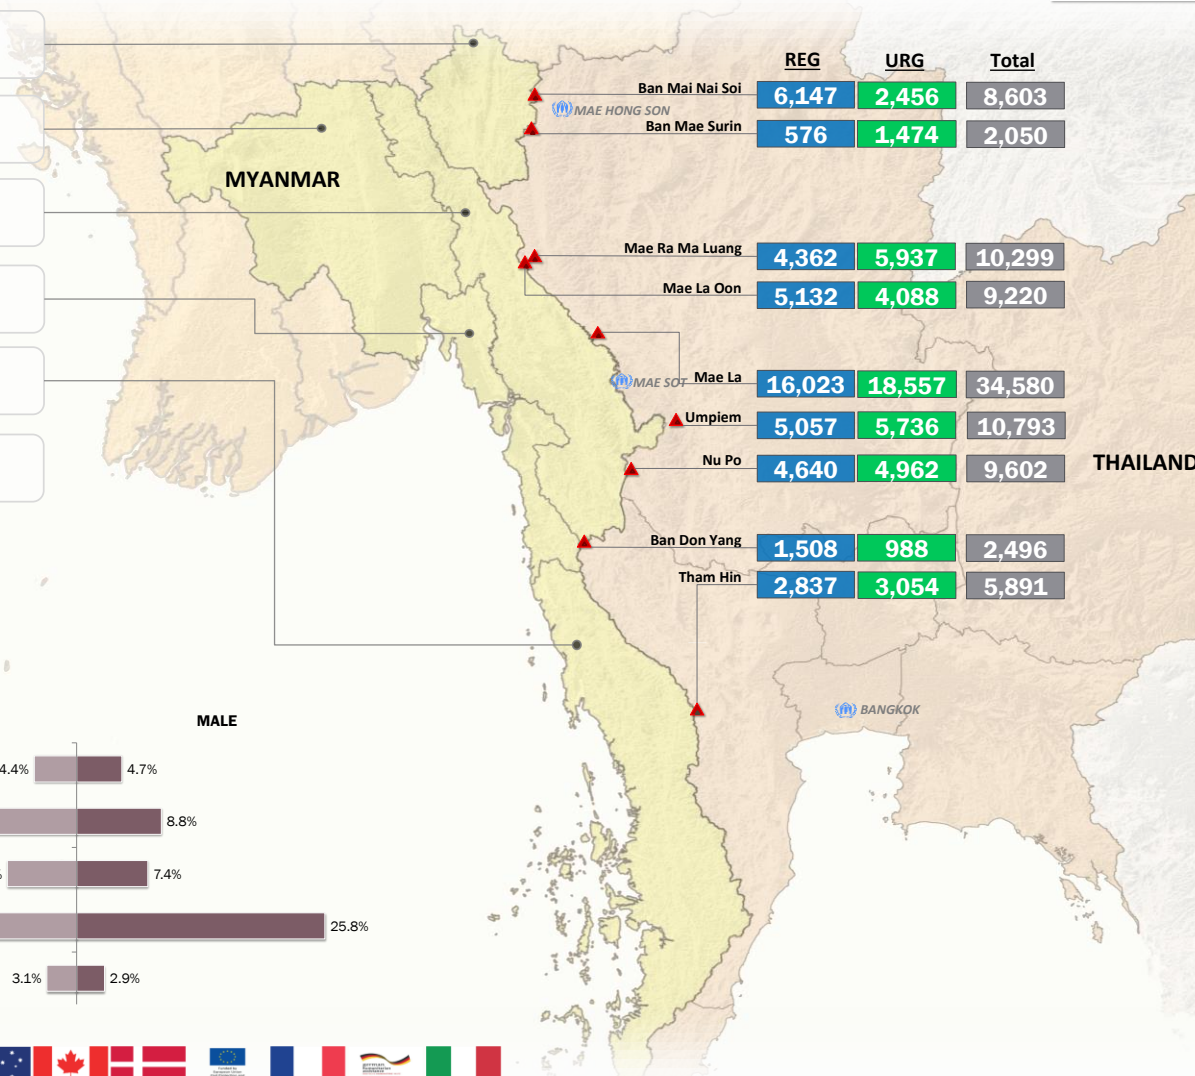 REG URG Total
Ban Mai Nai Soi 6,147 2,456 8,603
MAE HONG SON
Ban Mae Surin 576 1,474 2,050
MYANMAR
Mae Ra Ma Luang 4,362 5,937 10,299
Mae La Oon 5,132 4,088 9,220
MAE SOT
Mae La 16,023 18,557 34,580
Umpiem 5,057 5,736 10,793
Nu Po 4,640 4,962 9,602
THAILAND
Ban Don Yang 1,508 988 2,496
Tham Hin 2,837 3,054 5,891
BANGKOK
MALE
4.4% 4.7%
8.8%
% 7.4%
25.8%
3.1% 2.9%